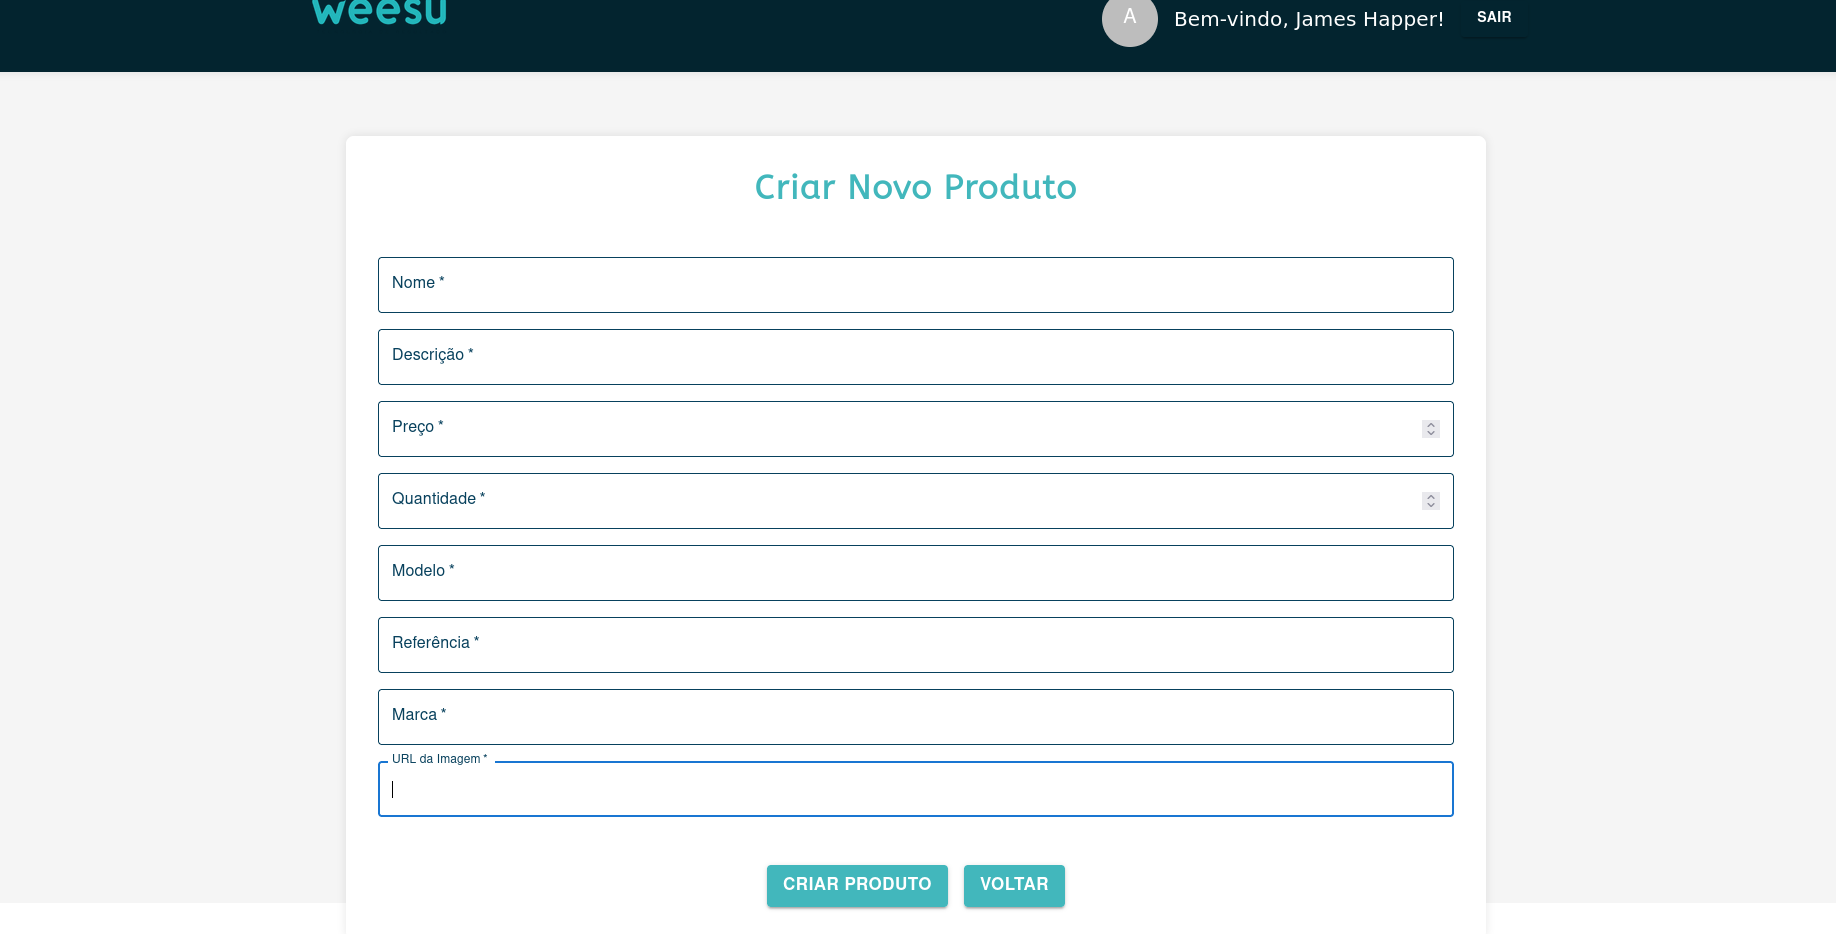 weesu
A
Bem-vindo, James Happer!
SAIR
Criar Novo Produto
Nome *
Descrição *
Preço *
Quantidade *
Modelo *
Referência *
Marca *
URL da Imagem *
CRIAR PRODUTO
VOLTAR